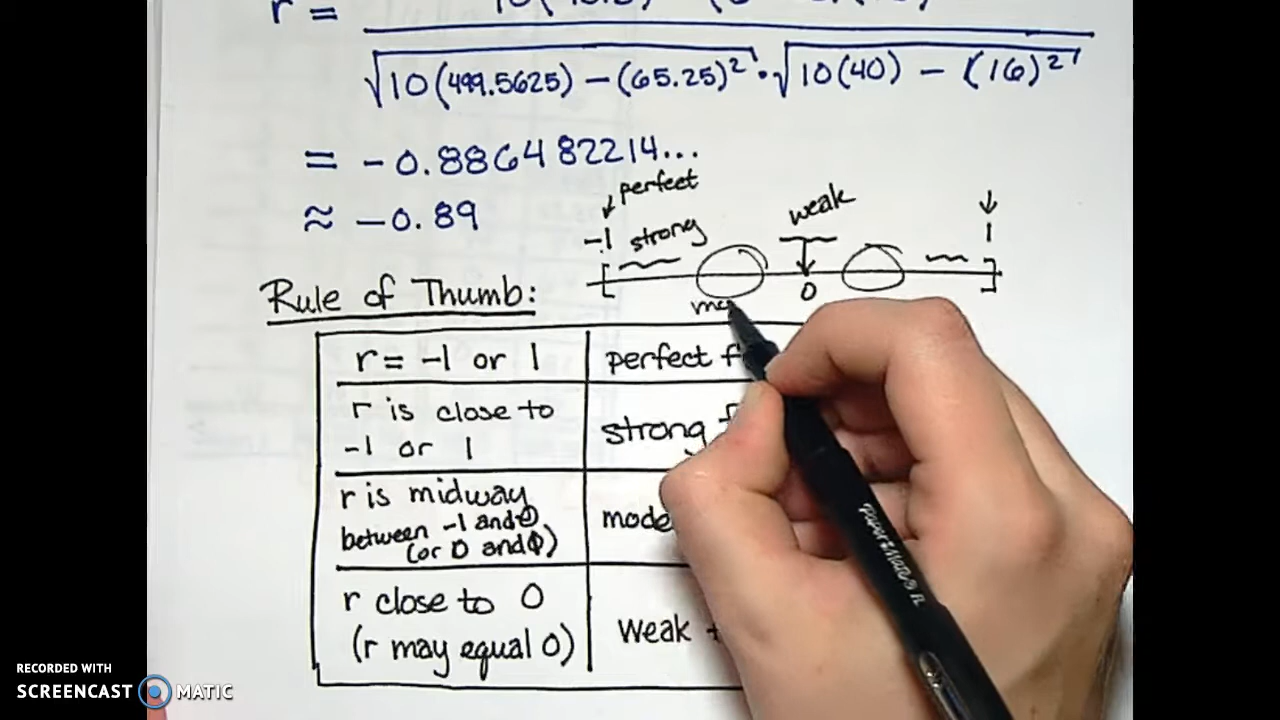 r =
√10(499.5625) − (65.25)² · √10(40) − (16)²
= −0.886482214...
≈ −0.89
perfect
weak
−1 strong
1
0
Rule of Thumb:
r = −1 or 1 perfect
r is close to
−1 or 1
strong
r is midway
between −1 and 0
(or 0 and 1)
r close to 0
(r may equal 0)
weak
RECORDED WITH
SCREENCAST MATIC